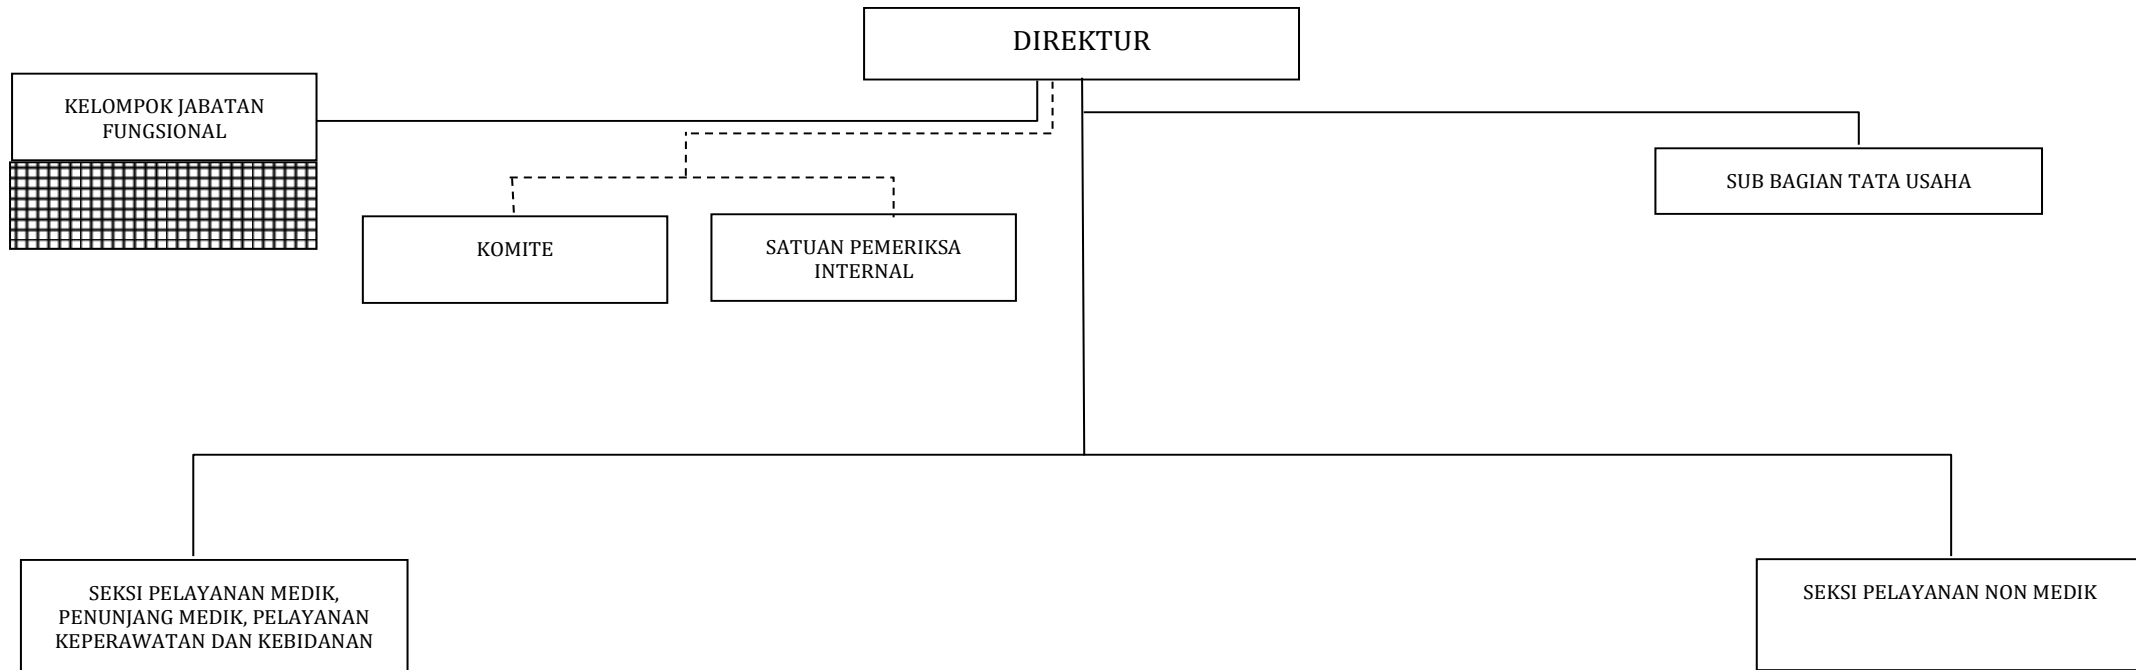 DIREKTUR
KELOMPOK JABATAN
FUNGSIONAL
SUB BAGIAN TATA USAHA
KOMITE
SATUAN PEMERIKSA
INTERNAL
SEKSI PELAYANAN MEDIK,
PENUNJANG MEDIK, PELAYANAN
KEPERAWATAN DAN KEBIDANAN
SEKSI PELAYANAN NON MEDIK